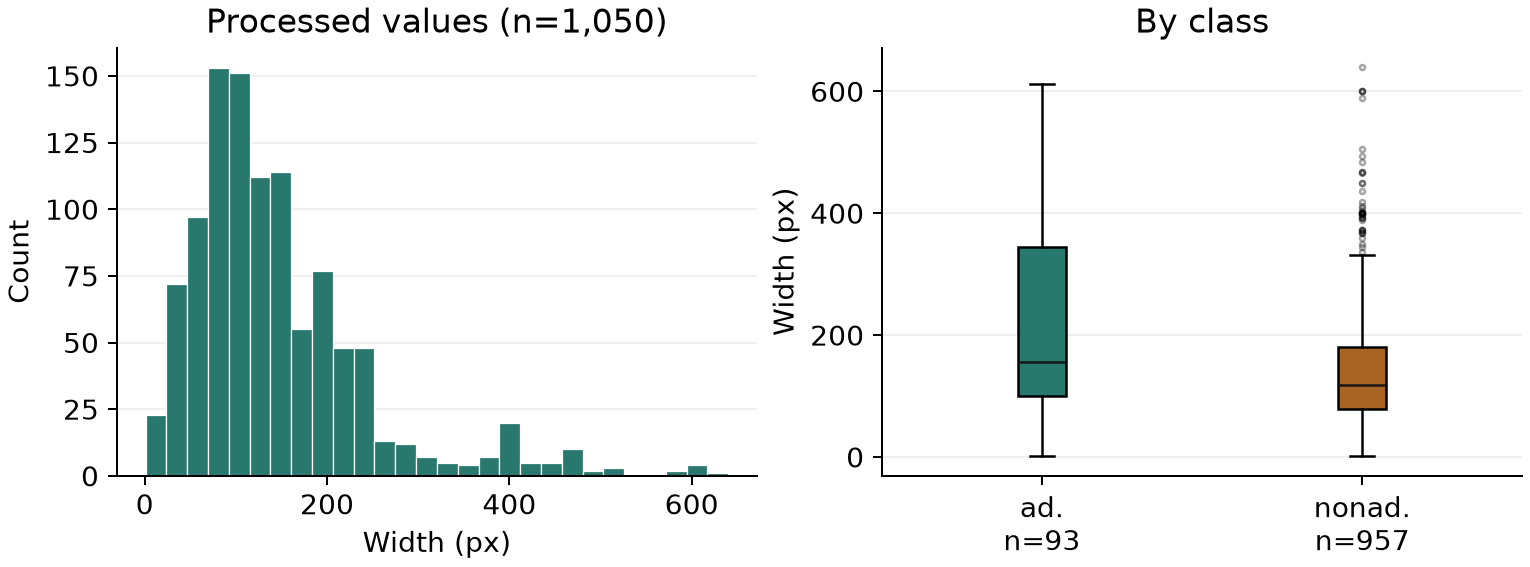 Processed values (n=1,050)
Count
150
125
100
75
50
25
0
0 200 400 600
Width (px)
By class
Width (px)
600
400
200
0
ad. nonad.
n=93 n=957